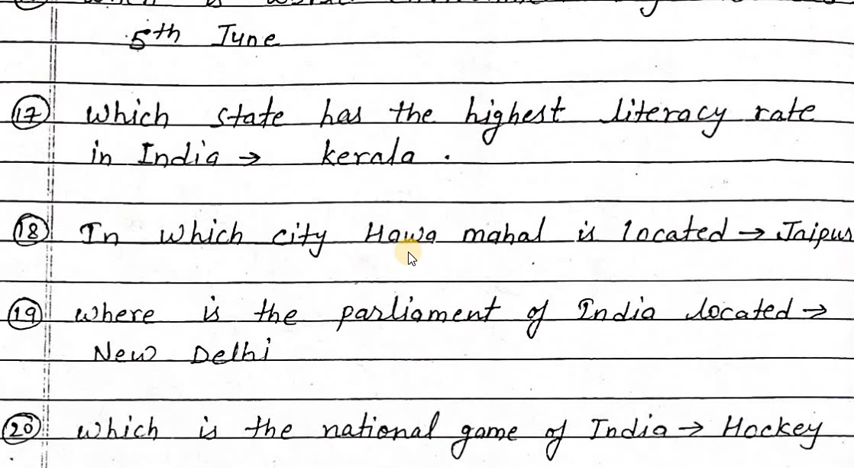 5th June
(17) Which state has the highest literacy rate
in India → kerala .
(18) In which city Hawa mahal is located → Jaipur
(19) where is the parliament of India located →
New Delhi
(20) which is the national game of India → Hockey